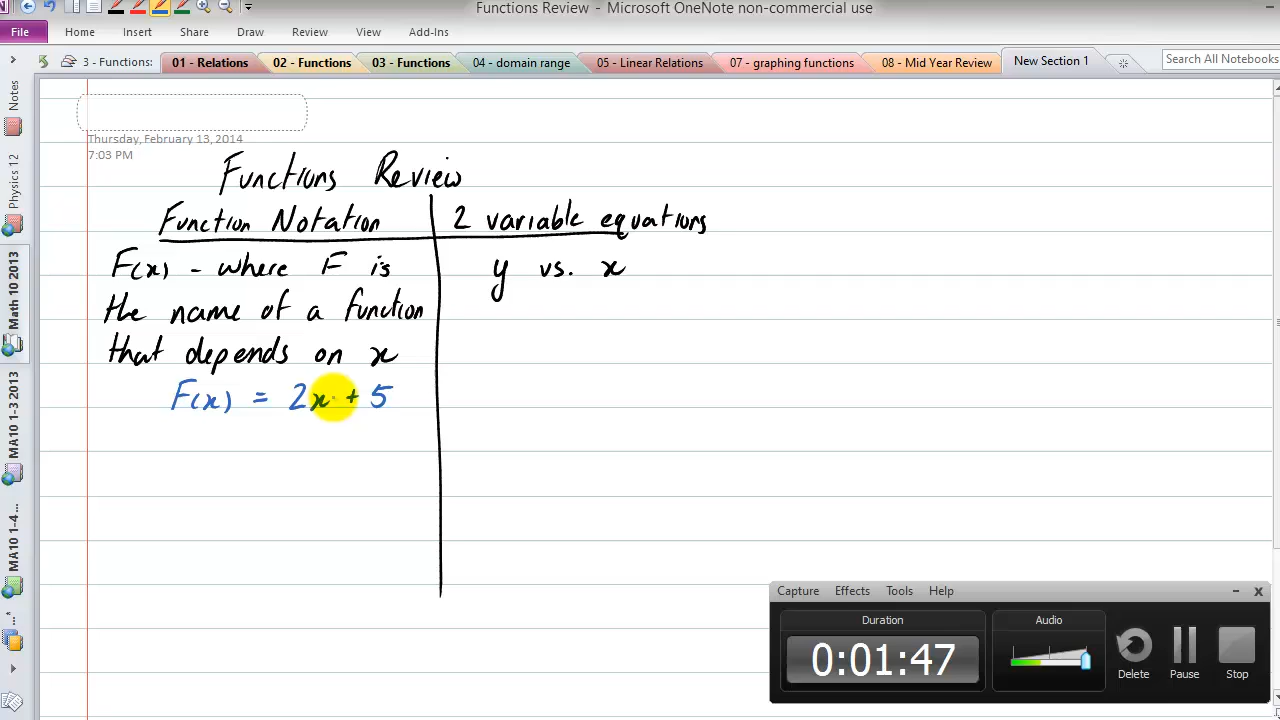 Functions Review - Microsoft OneNote non-commercial use
File Home Insert Share Draw Review View Add-Ins
3 - Functions: 01 - Relations 02 - Functions 03 - Functions 04 - domain range 05 - Linear Relations 07 - graphing functions 08 - Mid Year Review New Section 1 Search All Notebooks
Notes
Physics 12
Math 10 2013
MA10 1-3 2013
MA10 1-4...
...
Thursday, February 13, 2014
7:03 PM
Functions Review
Function Notation 2 variable equations
F(x) - where F is y vs. x
the name of a function
that depends on x
F(x) = 2x + 5
Capture Effects Tools Help
Duration Audio
0:01:47
Delete Pause Stop